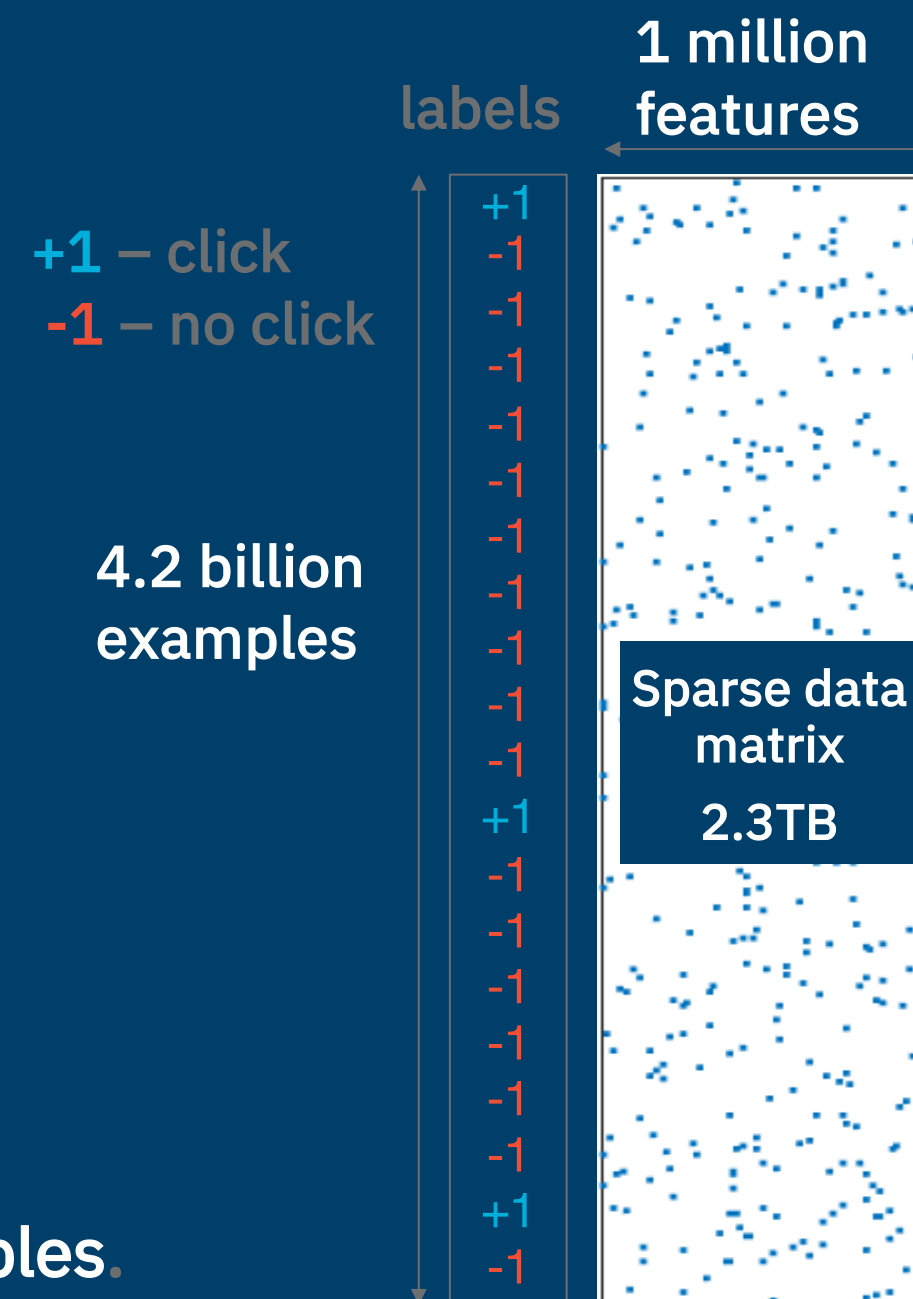 1 million
features
labels
+1 – click
-1 – no click
4.2 billion
examples
+1
-1
-1
-1
-1
-1
-1
-1
-1
-1
-1
+1
-1
-1
-1
-1
-1
-1
+1
-1
Sparse data
matrix
2.3TB
ples.